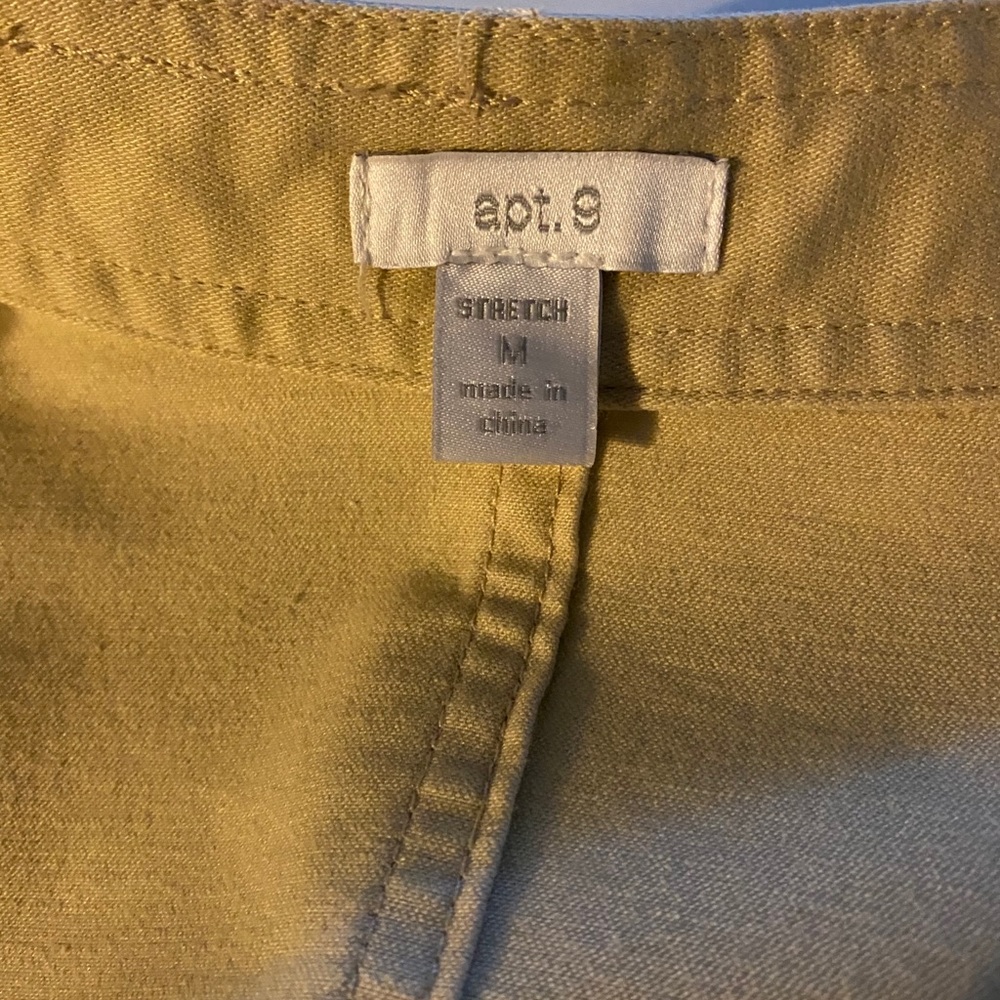 apt.9
STRETCH
M
made in
china